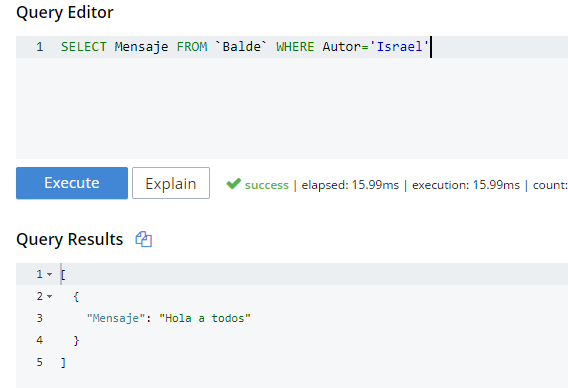 Query Editor
1 SELECT Mensaje FROM `Balde` WHERE Autor='Israel'
Execute Explain success | elapsed: 15.99ms | execution: 15.99ms | count:
Query Results
1 [
2 {
3 "Mensaje": "Hola a todos"
4 }
5 ]